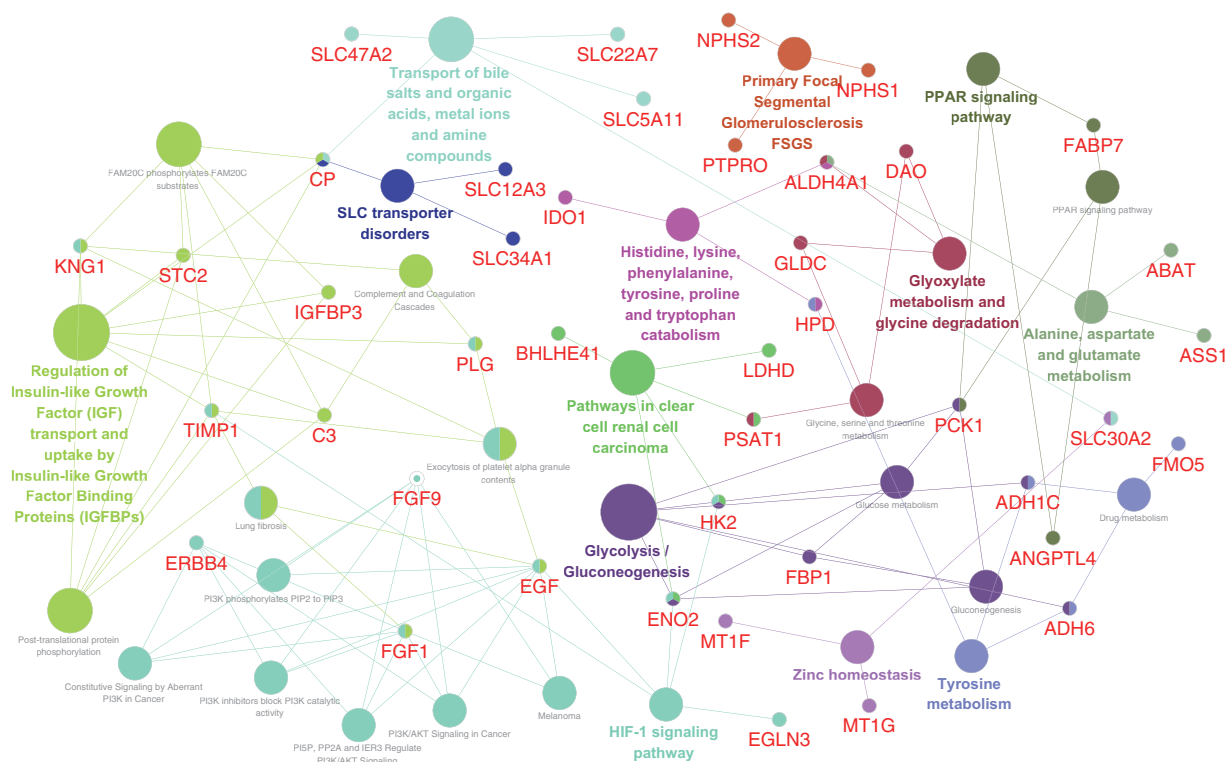 NPHS2
SLC47A2
SLC22A7
Transport of bile
salts and organic
acids, metal ions
and amine
compounds
Primary Focal
Segmental
Glomerulosclerosis
FSGS
NPHS1
PPAR signaling
pathway
SLC5A11
FABP7
PTPRO
FAM20C phosphorylates FAM20C
substrates
CP
SLC12A3
ALDH4A1
DAO
IDO1
SLC transporter
disorders
PPAR signaling pathway
SLC34A1
KNG1
STC2
Histidine, lysine,
phenylalanine,
tyrosine, proline
and tryptophan
catabolism
GLDC
Glyoxylate
metabolism and
glycine degradation
ABAT
Complement and Coagulation
Cascades
IGFBP3
HPD
Alanine, aspartate
and glutamate
metabolism
ASS1
PLG
BHLHE41
LDHD
Regulation of
Insulin-like Growth
Factor (IGF)
transport and
uptake by
Insulin-like Growth
Factor Binding
Proteins (IGFBPs)
TIMP1
C3
Pathways in clear
cell renal cell
carcinoma
PSAT1
Glycine, serine and threonine
metabolism
PCK1
SLC30A2
Exocytosis of platelet alpha granule
contents
FMO5
FGF9
ADH1C
Glucose metabolism
Drug metabolism
Lung fibrosis
HK2
Glycolysis /
Gluconeogenesis
ERBB4
FBP1
ANGPTL4
PI3K phosphorylates PIP2 to PIP3
EGF
Gluconeogenesis
ENO2
ADH6
Post-translational protein
phosphorylation
FGF1
MT1F
Zinc homeostasis
Tyrosine
metabolism
Constitutive Signaling by Aberrant
PI3K in Cancer
PI3K inhibitors block PI3K catalytic
activity
Melanoma
PI3K/AKT Signaling in Cancer
HIF-1 signaling
pathway
EGLN3
MT1G
PI5P, PP2A and IER3 Regulate
PI3K/AKT Signaling